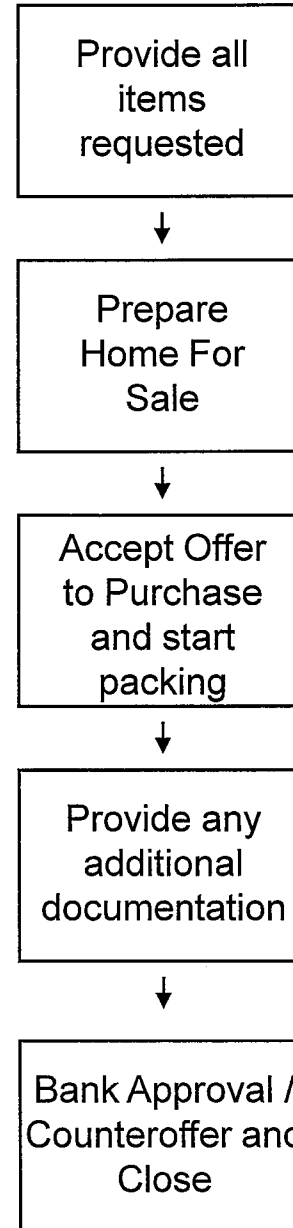 Provide all
items
requested
Prepare
Home For
Sale
Accept Offer
to Purchase
and start
packing
Provide any
additional
documentation
Bank Approval /
Counteroffer and
Close